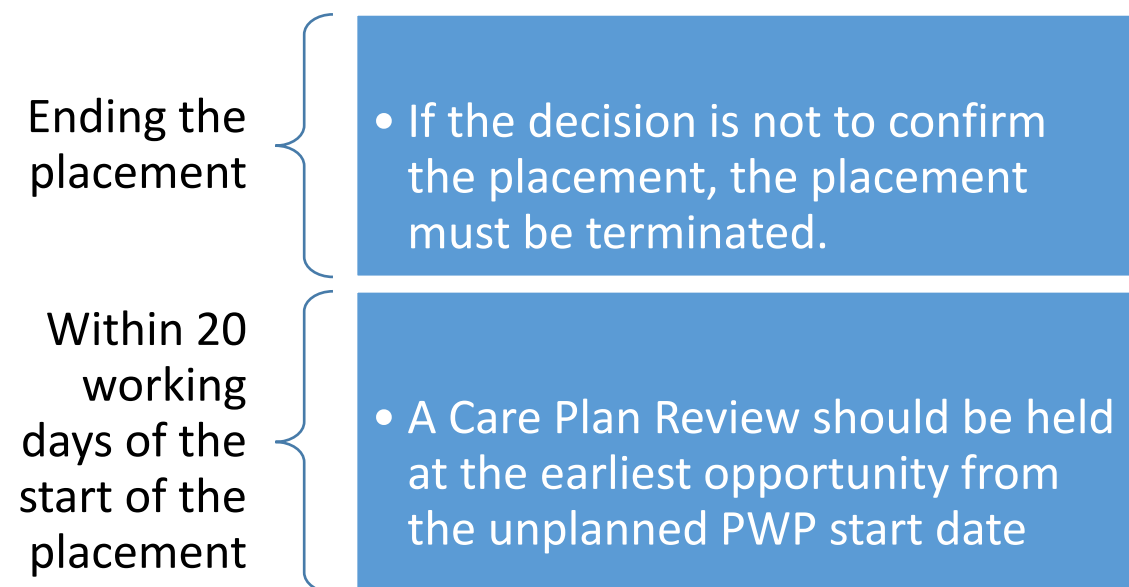 Ending the
placement
• If the decision is not to confirm
the placement, the placement
must be terminated.
Within 20
working
days of the
start of the
placement
• A Care Plan Review should be held
at the earliest opportunity from
the unplanned PWP start date